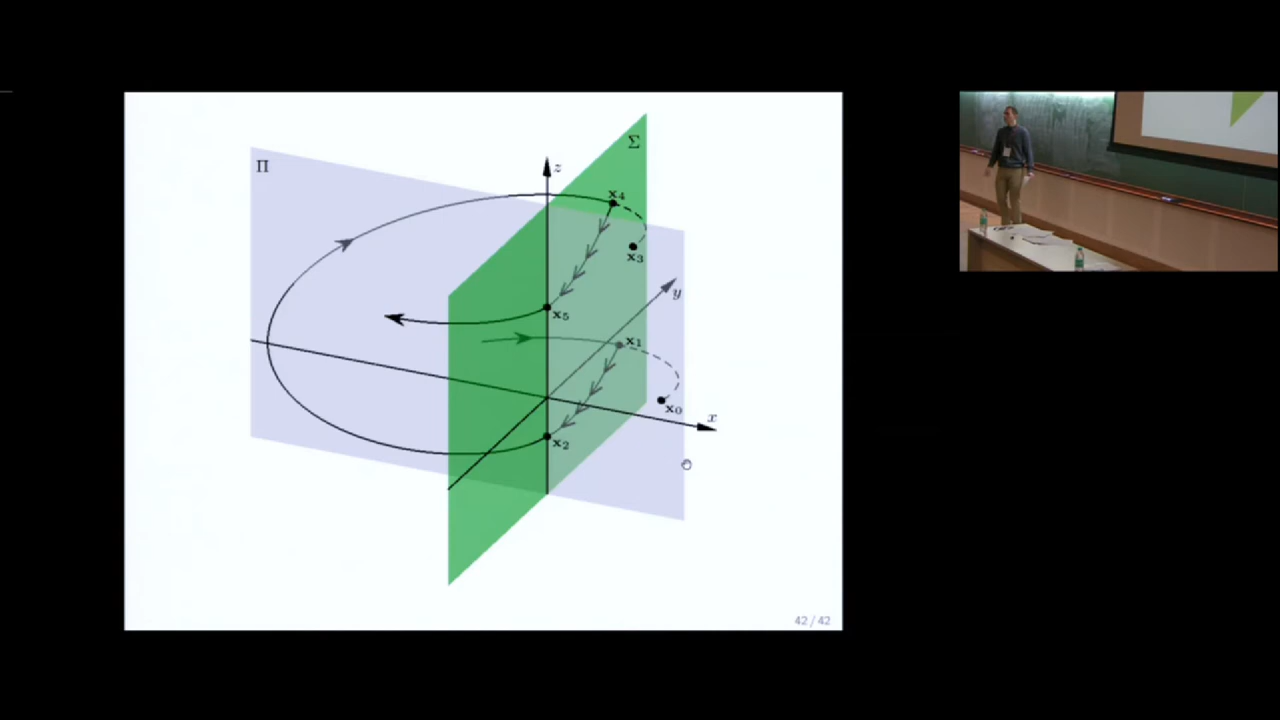 Σ
Π
z
x₄
x₃
y
x₅
x₁
x₀
x
x₂
42 / 42